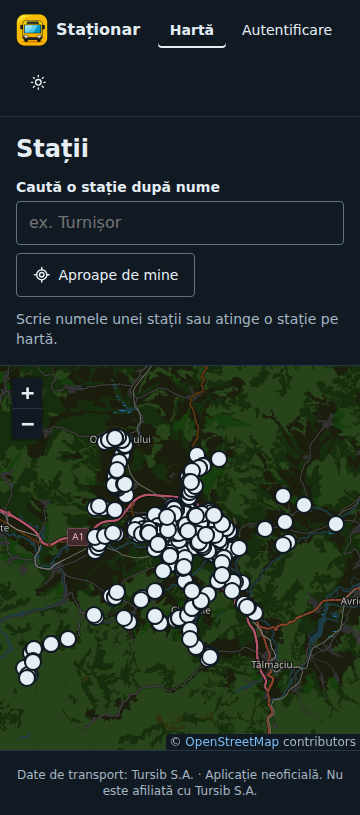 Staționar
Hartă
Autentificare
Stații
Caută o stație după nume
ex. Turnișor
Aproape de mine
Scrie numele unei stații sau atinge o stație pe
hartă.
+
−
A1
Tălmaciu
© OpenStreetMap contributors
Date de transport: Tursib S.A. · Aplicație neoficială. Nu
este afiliată cu Tursib S.A.